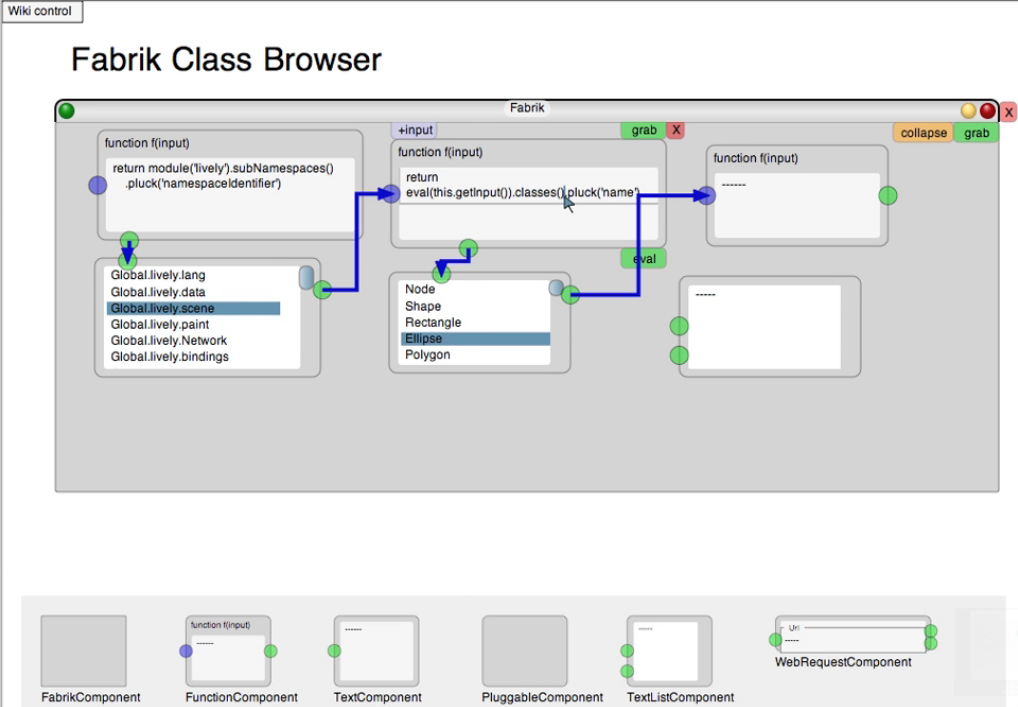 Wiki control
Fabrik Class Browser
Fabrik
X
collapse
grab
function f(input)
return module('lively').subNamespaces()
.pluck('namespaceIdentifier')
Global.lively.lang
Global.lively.data
Global.lively.scene
Global.lively.paint
Global.lively.Network
Global.lively.bindings
+input
grab
X
function f(input)
return
eval(this.getInput()).classes().pluck('name')
eval
Node
Shape
Rectangle
Ellipse
Polygon
function f(input)
------
-----
FabrikComponent
function f(input)
------
FunctionComponent
------
TextComponent
PluggableComponent
-----
TextListComponent
Url
-----
WebRequestComponent